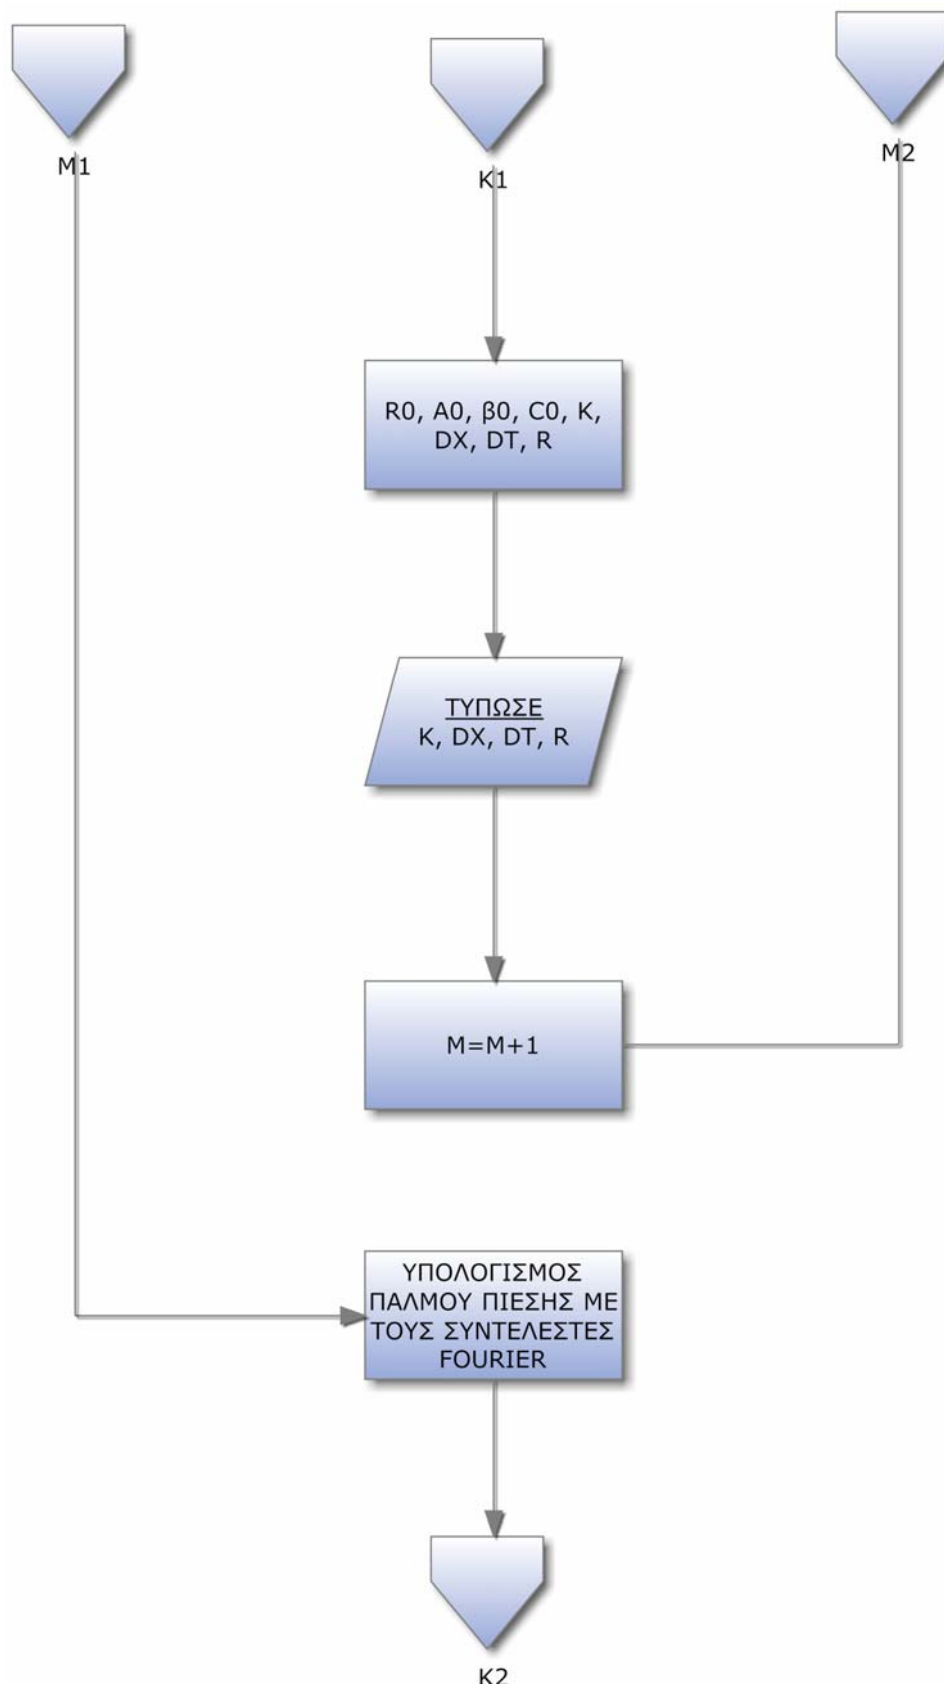 M1
K1
M2
R0, A0, β0, C0, K,
DX, DT, R
ΤΥΠΩΣΕ
K, DX, DT, R
M=M+1
ΥΠΟΛΟΓΙΣΜΟΣ
ΠΑΛΜΟΥ ΠΙΕΣΗΣ ΜΕ
ΤΟΥΣ ΣΥΝΤΕΛΕΣΤΕΣ
FOURIER
K2